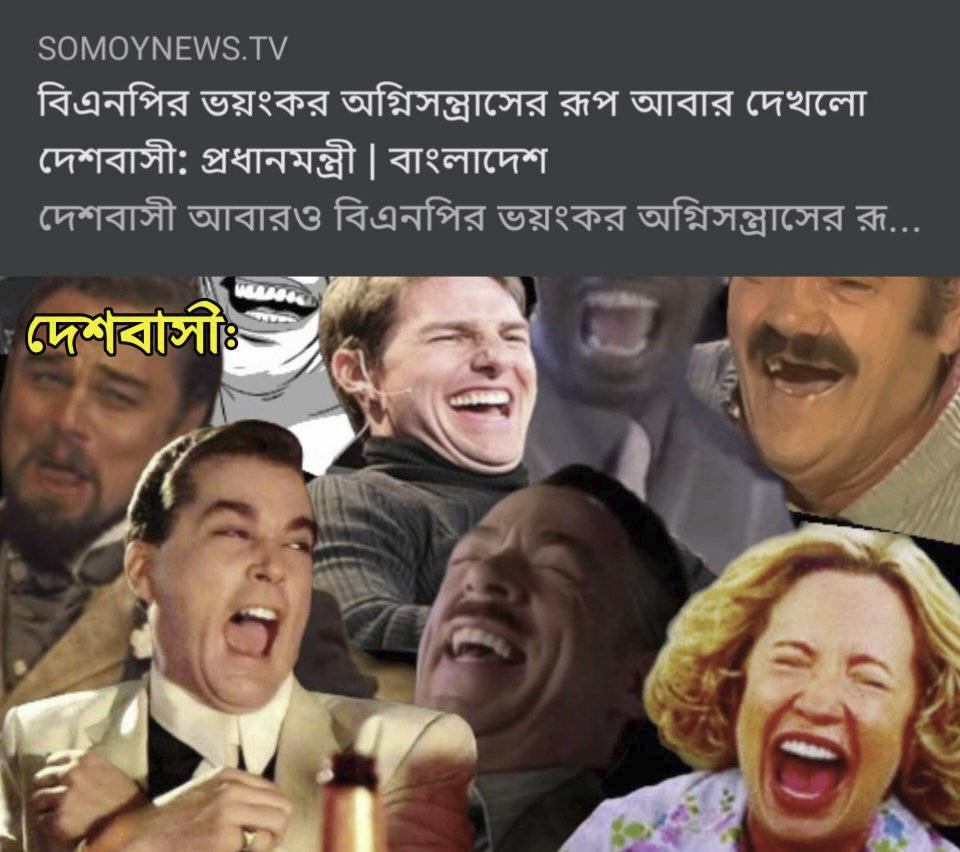 SOMOYNEWS.TV
বিএনপির ভয়ংকর অগ্নিসন্ত্রাসের রূপ আবার দেখলো
দেশবাসী: প্রধানমন্ত্রী | বাংলাদেশ
দেশবাসী আবারও বিএনপির ভয়ংকর অগ্নিসন্ত্রাসের রূ...
দেশবাসী: